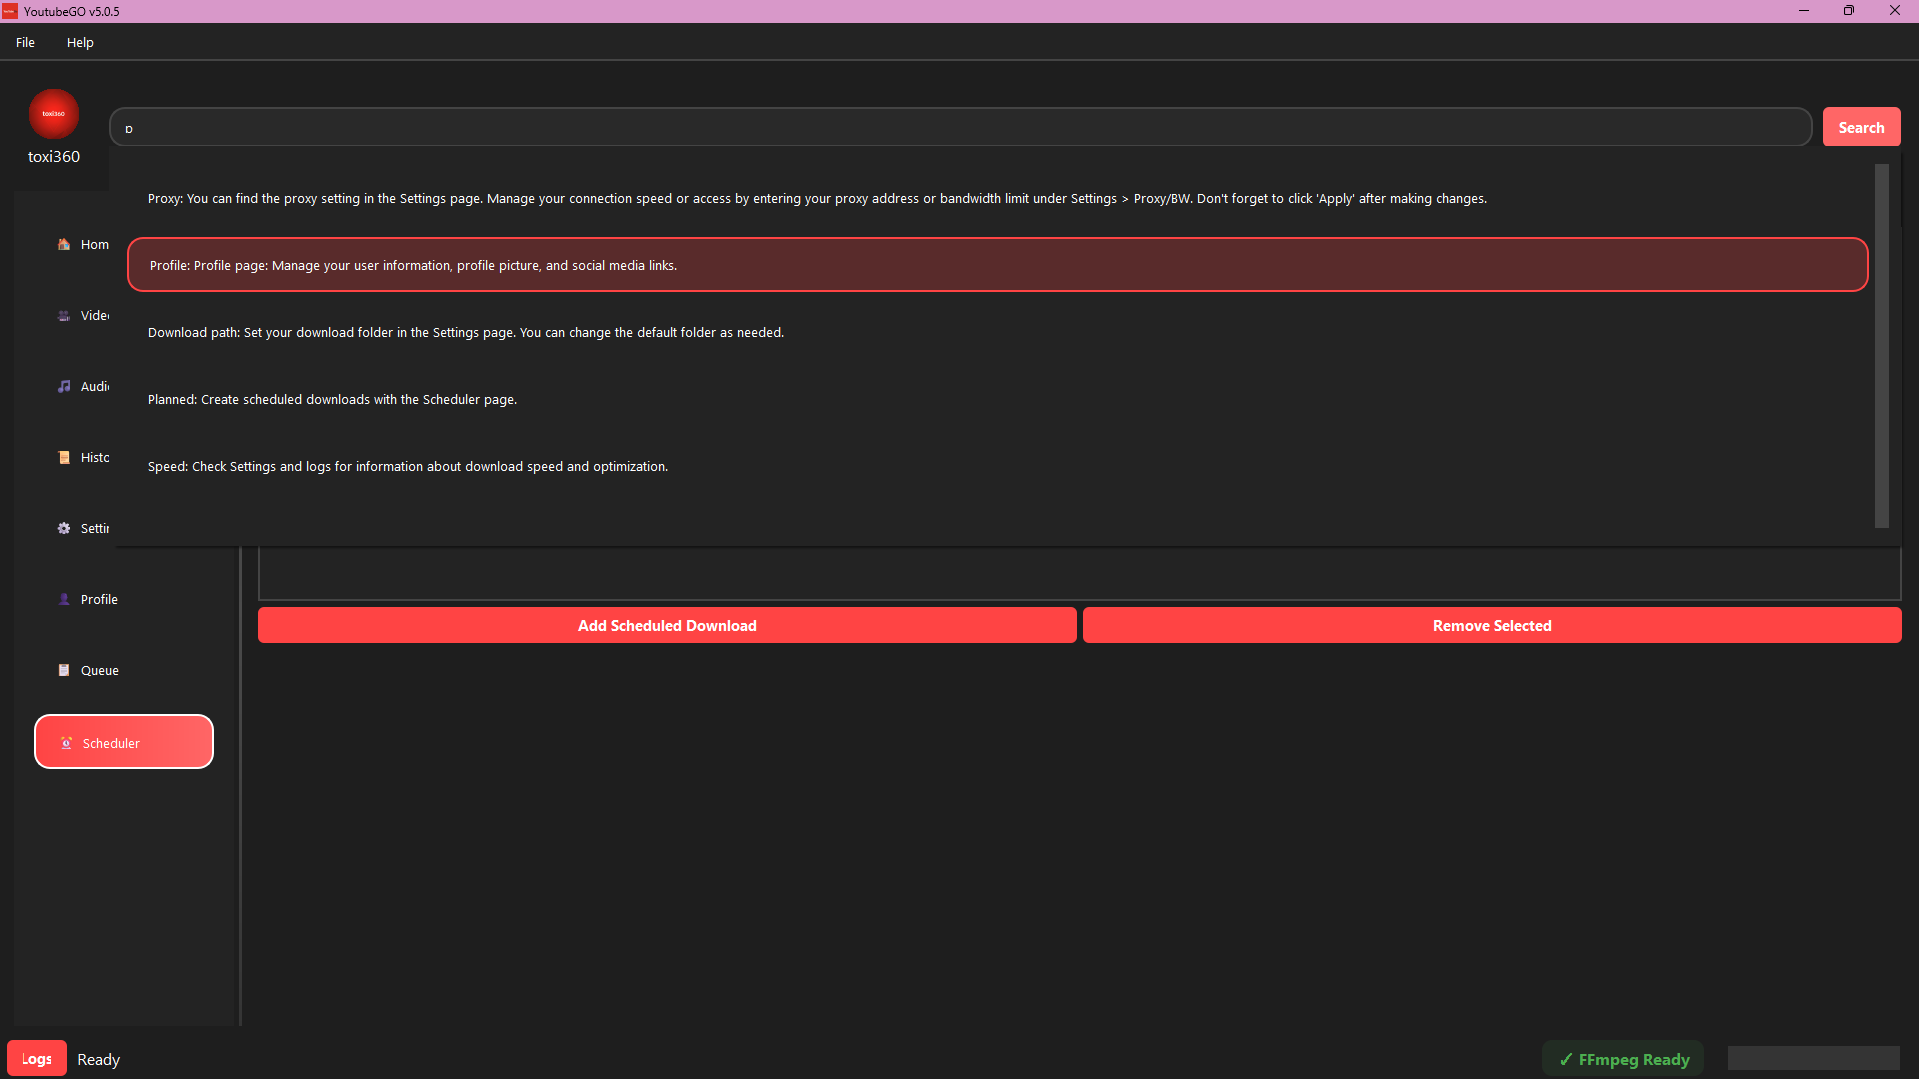 YoutubeGO v5.0.5
File
Help
toxi360
p
Search
toxi360
Proxy: You can find the proxy setting in the Settings page. Manage your connection speed or access by entering your proxy address or bandwidth limit under Settings > Proxy/BW. Don't forget to click 'Apply' after making changes.
Hom
Profile: Profile page: Manage your user information, profile picture, and social media links.
Vide
Download path: Set your download folder in the Settings page. You can change the default folder as needed.
Audi
Planned: Create scheduled downloads with the Scheduler page.
Histo
Speed: Check Settings and logs for information about download speed and optimization.
Settin
Profile
Add Scheduled Download
Remove Selected
Queue
Scheduler
Logs
Ready
✓ FFmpeg Ready